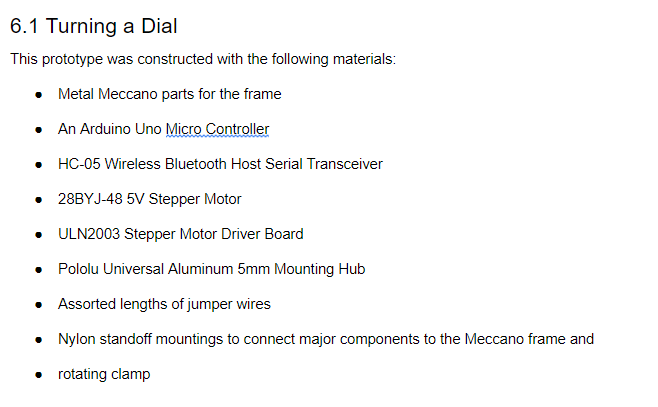 6.1 Turning a Dial
This prototype was constructed with the following materials:
● Metal Meccano parts for the frame
● An Arduino Uno Micro Controller
● HC-05 Wireless Bluetooth Host Serial Transceiver
● 28BYJ-48 5V Stepper Motor
● ULN2003 Stepper Motor Driver Board
● Pololu Universal Aluminum 5mm Mounting Hub
● Assorted lengths of jumper wires
● Nylon standoff mountings to connect major components to the Meccano frame and
● rotating clamp